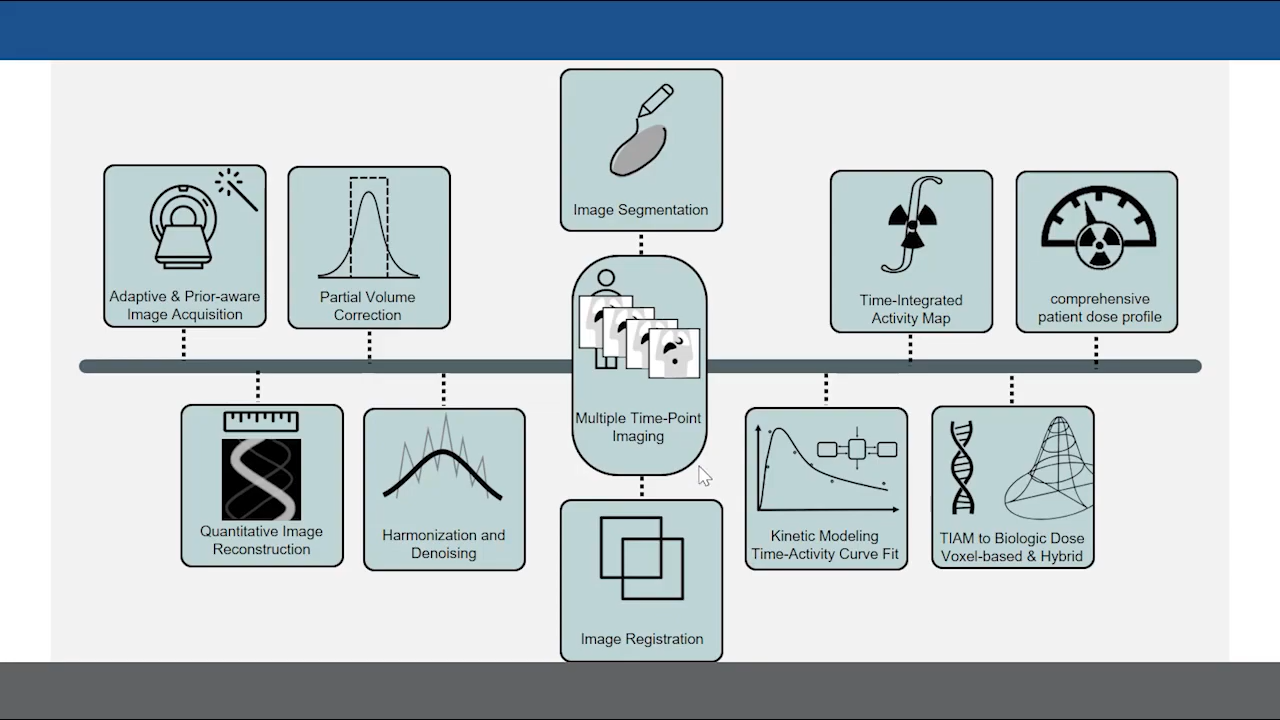 Image Segmentation
Adaptive & Prior-aware
Image Acquisition
Partial Volume
Correction
Time-Integrated
Activity Map
comprehensive
patient dose profile
Multiple Time-Point
Imaging
Quantitative Image
Reconstruction
Harmonization and
Denoising
Kinetic Modeling
Time-Activity Curve Fit
TIAM to Biologic Dose
Voxel-based & Hybrid
Image Registration